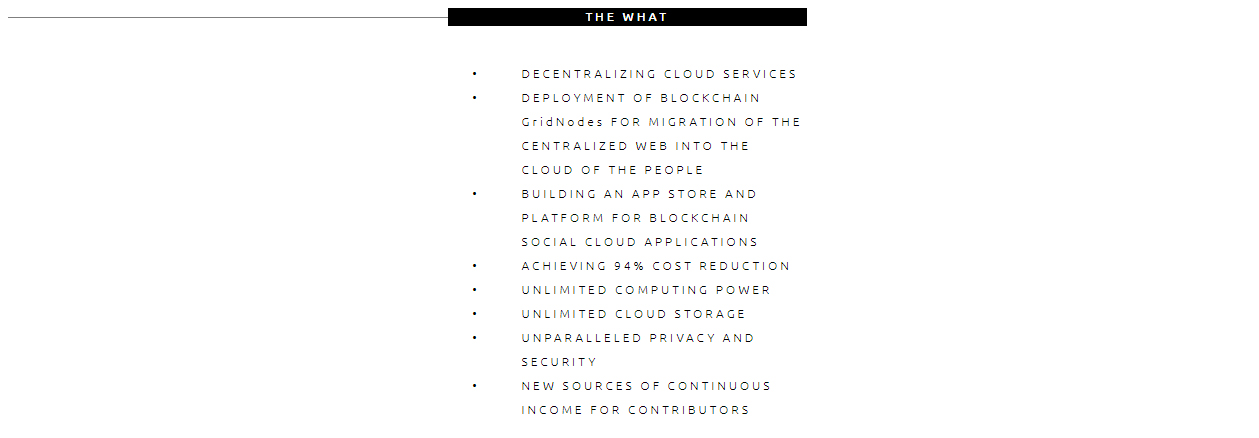 THE WHAT
• DECENTRALIZING CLOUD SERVICES
• DEPLOYMENT OF BLOCKCHAIN
GridNodes FOR MIGRATION OF THE
CENTRALIZED WEB INTO THE
CLOUD OF THE PEOPLE
• BUILDING AN APP STORE AND
PLATFORM FOR BLOCKCHAIN
SOCIAL CLOUD APPLICATIONS
• ACHIEVING 94% COST REDUCTION
• UNLIMITED COMPUTING POWER
• UNLIMITED CLOUD STORAGE
• UNPARALLELED PRIVACY AND
SECURITY
• NEW SOURCES OF CONTINUOUS
INCOME FOR CONTRIBUTORS